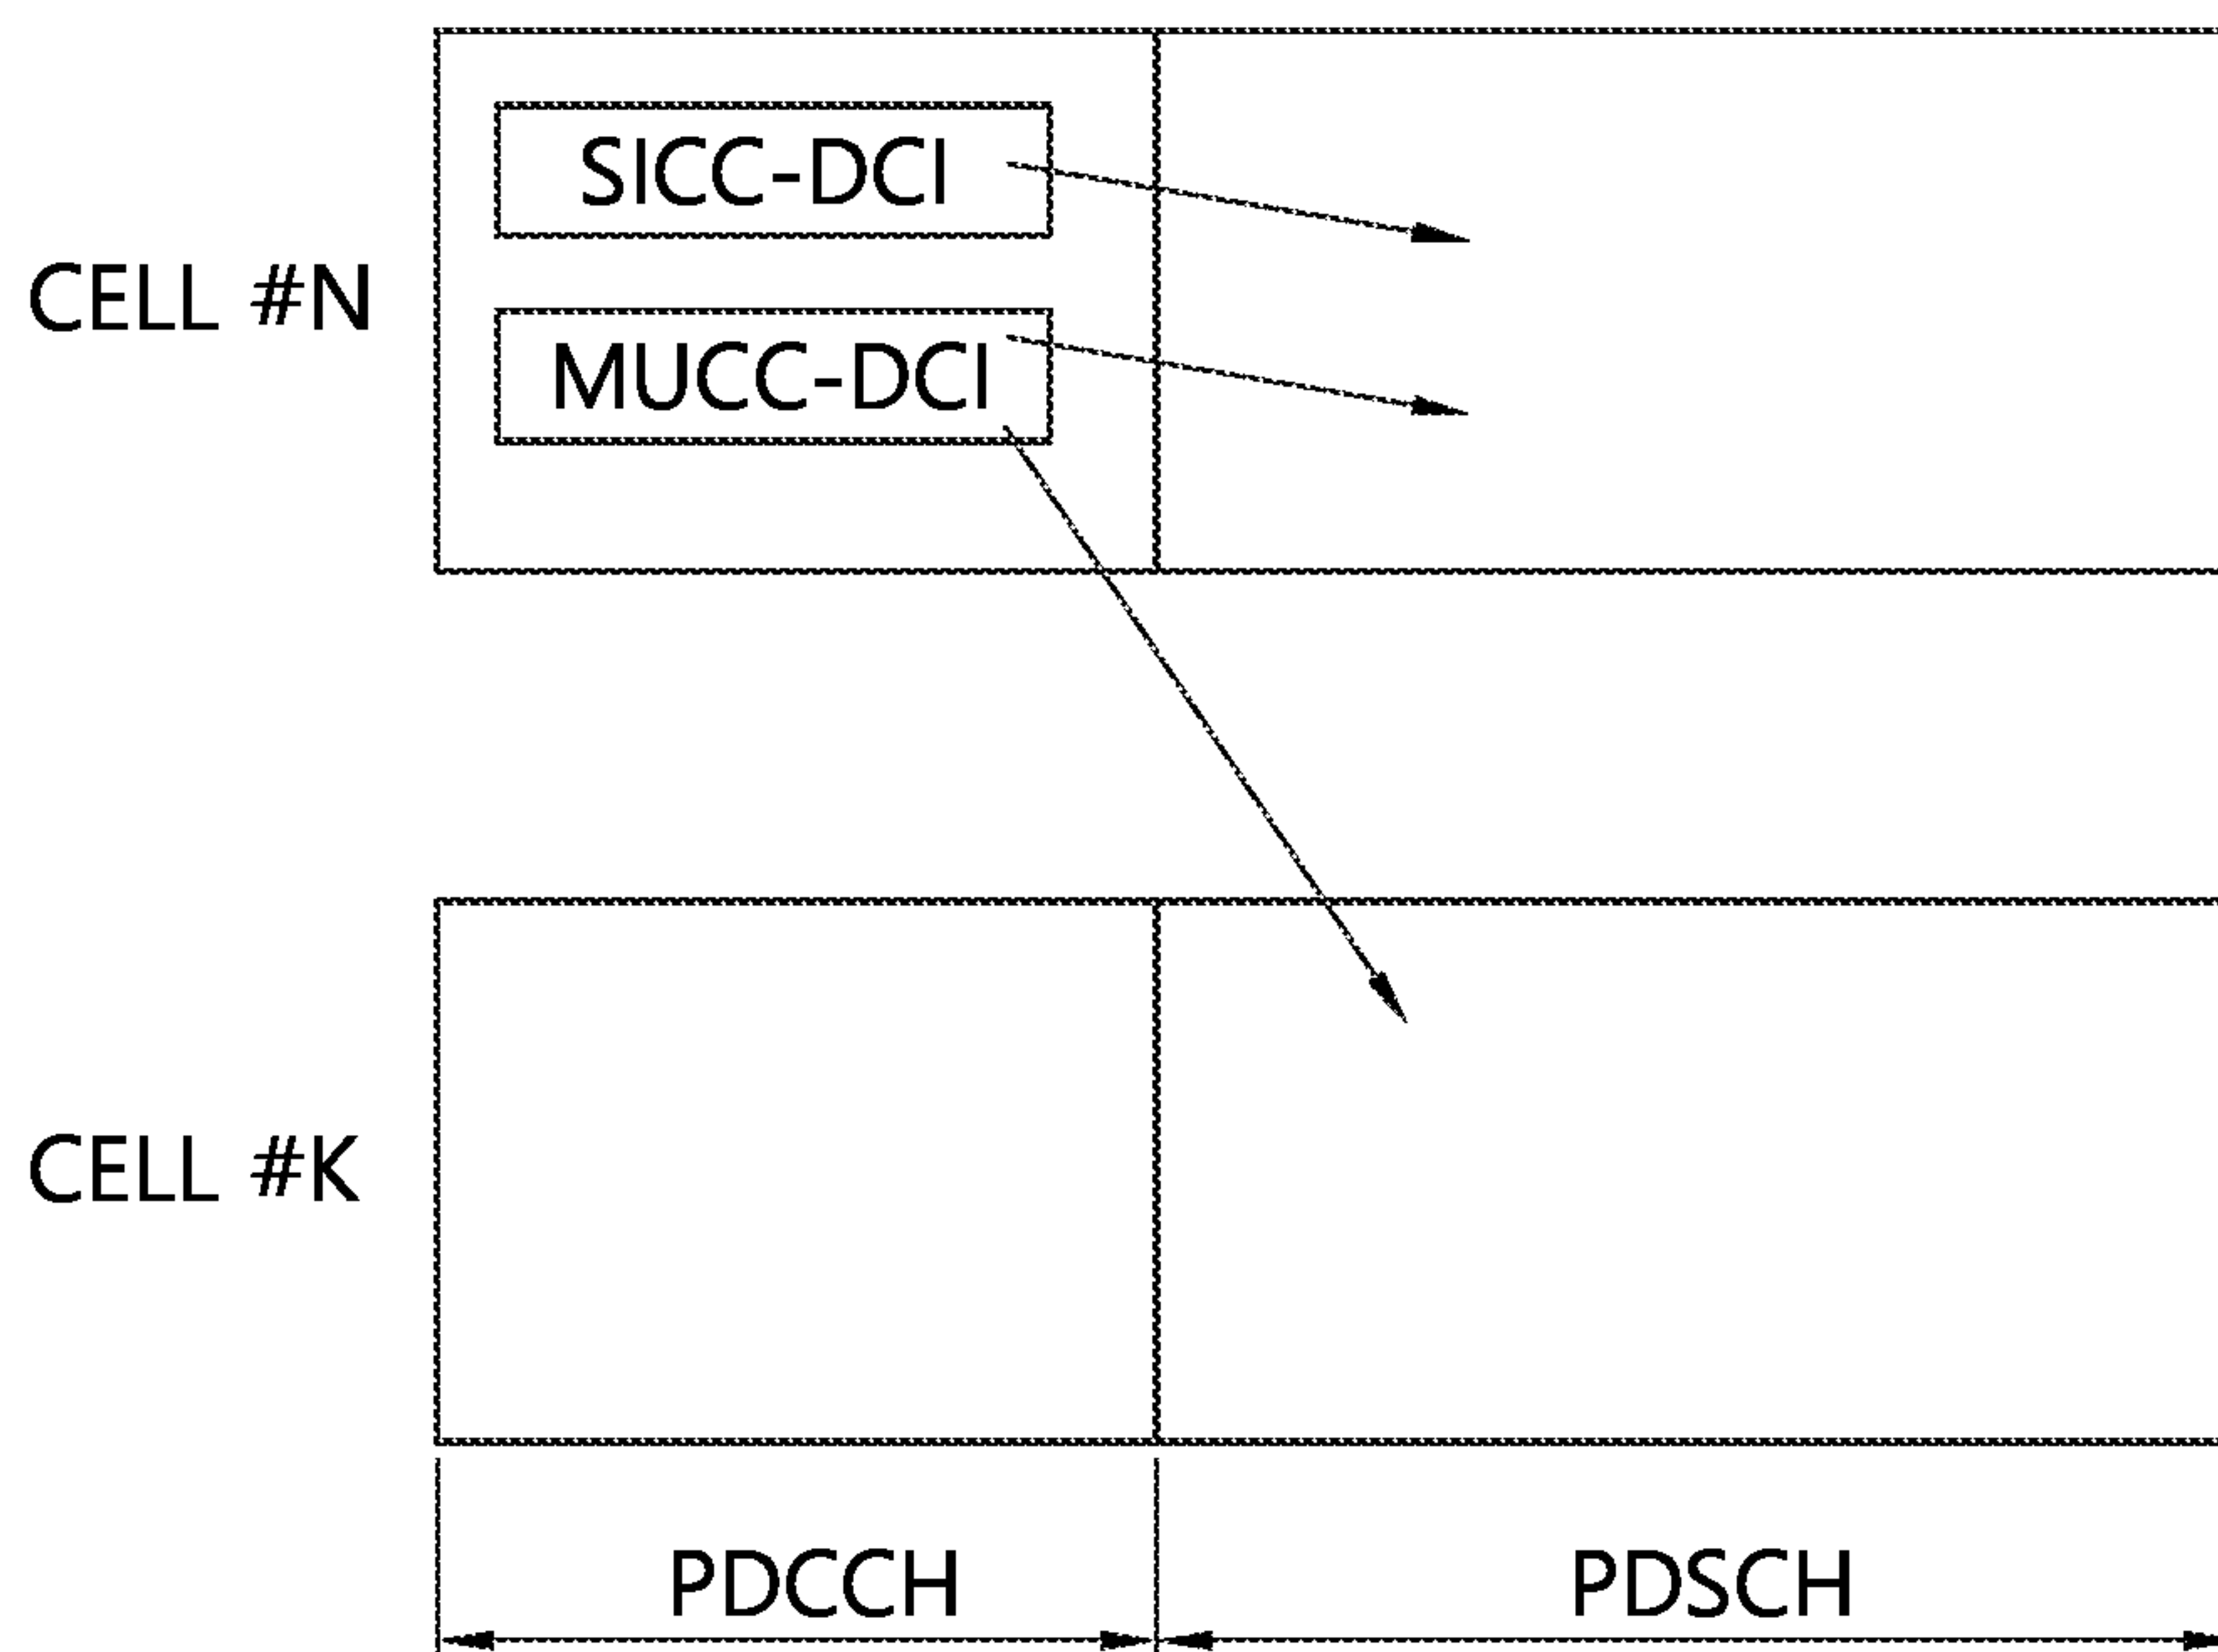 SICC-DCI
CELL #N
MUCC-DCI
CELL #K
PDCCH
PDSCH